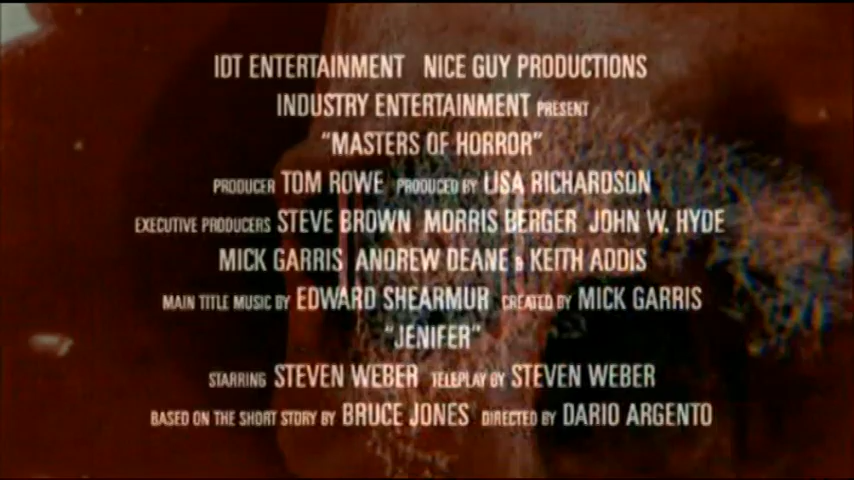 IDT ENTERTAINMENT NICE GUY PRODUCTIONS
INDUSTRY ENTERTAINMENT PRESENT
"MASTERS OF HORROR"
PRODUCER TOM ROWE PRODUCED BY LISA RICHARDSON
EXECUTIVE PRODUCERS STEVE BROWN MORRIS BERGER JOHN W. HYDE
MICK GARRIS ANDREW DEANE & KEITH ADDIS
MAIN TITLE MUSIC BY EDWARD SHEARMUR CREATED BY MICK GARRIS
"JENIFER"
STARRING STEVEN WEBER TELEPLAY BY STEVEN WEBER
BASED ON THE SHORT STORY BY BRUCE JONES DIRECTED BY DARIO ARGENTO